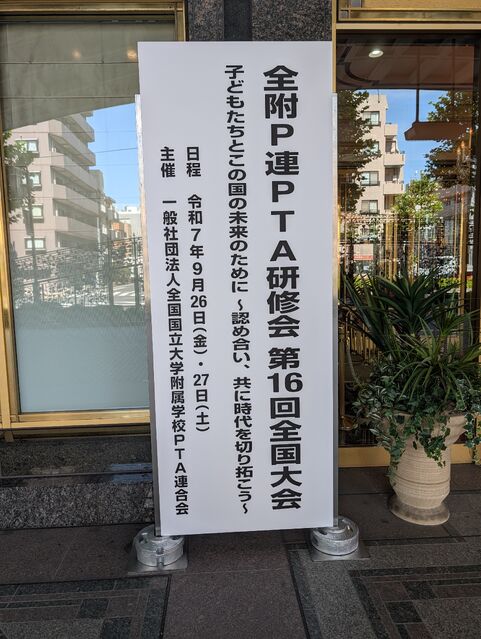 全附P連PTA研修会 第16回全国大会
子どもたちとこの国の未来のために ～認め合い、共に時代を切り拓こう～
日程 令和7年9月26日(金)・27日(土)
主催 一般社団法人全国国立大学附属学校PTA連合会